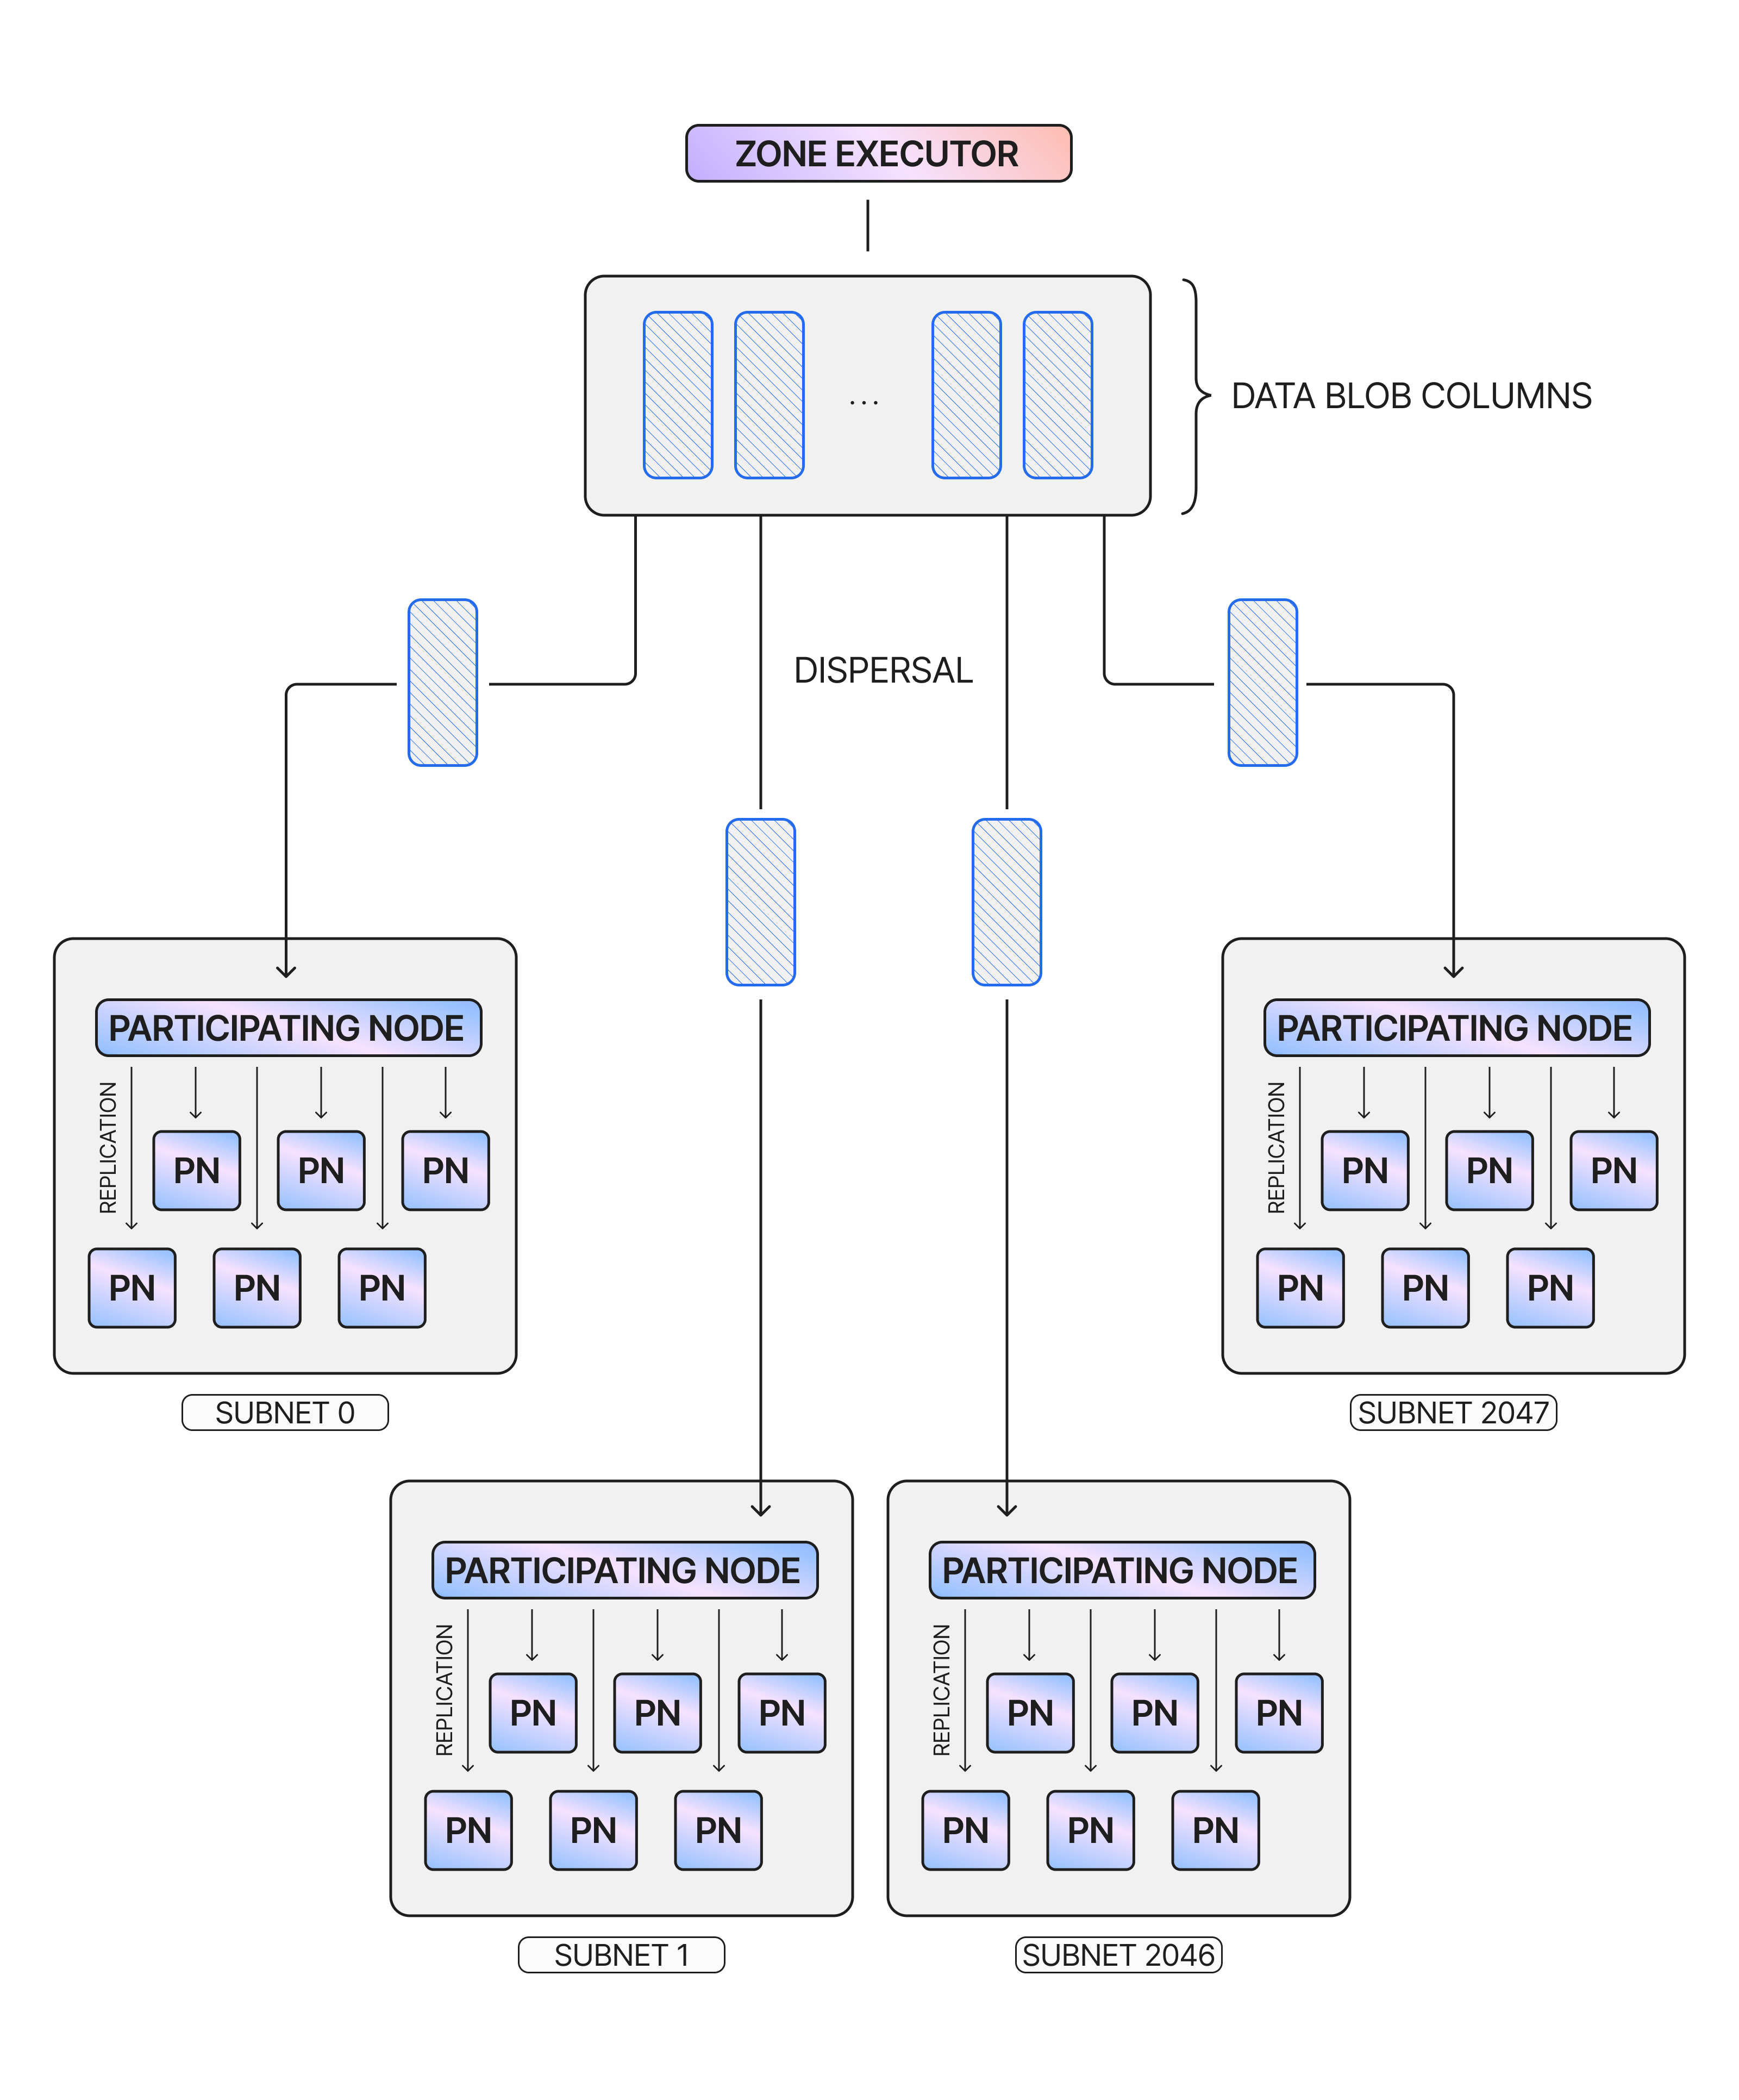 ZONE EXECUTOR
...
DATA BLOB COLUMNS
DISPERSAL
PARTICIPATING NODE
REPLICATION
PN
PN
PN
PN
PN
PN
SUBNET 0
PARTICIPATING NODE
REPLICATION
PN
PN
PN
PN
PN
PN
SUBNET 2047
PARTICIPATING NODE
REPLICATION
PN
PN
PN
PN
PN
PN
SUBNET 1
PARTICIPATING NODE
REPLICATION
PN
PN
PN
PN
PN
PN
SUBNET 2046